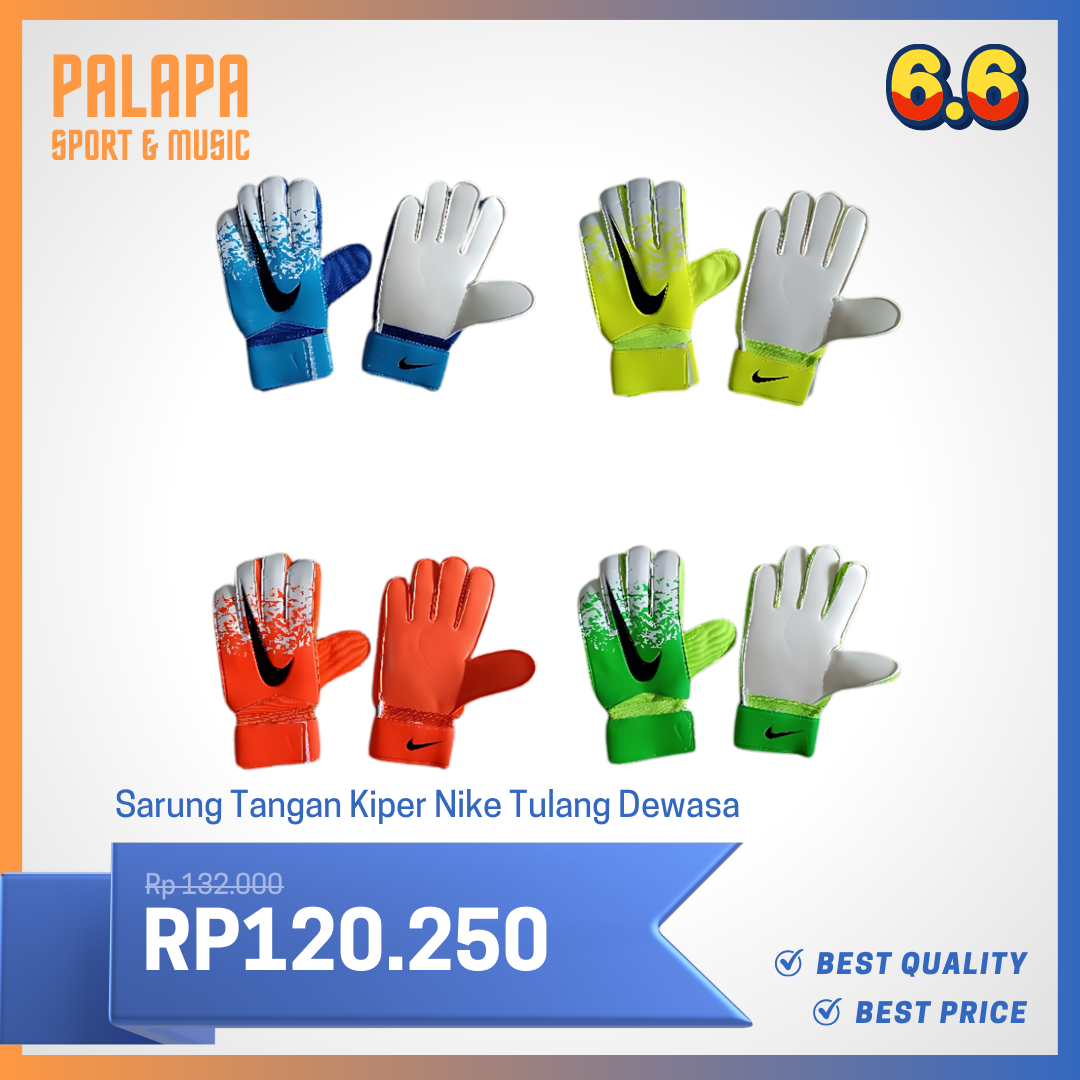 PALAPA
SPORT & MUSIC
6.6
Sarung Tangan Kiper Nike Tulang Dewasa
Rp 132.000
RP120.250
BEST QUALITY
BEST PRICE